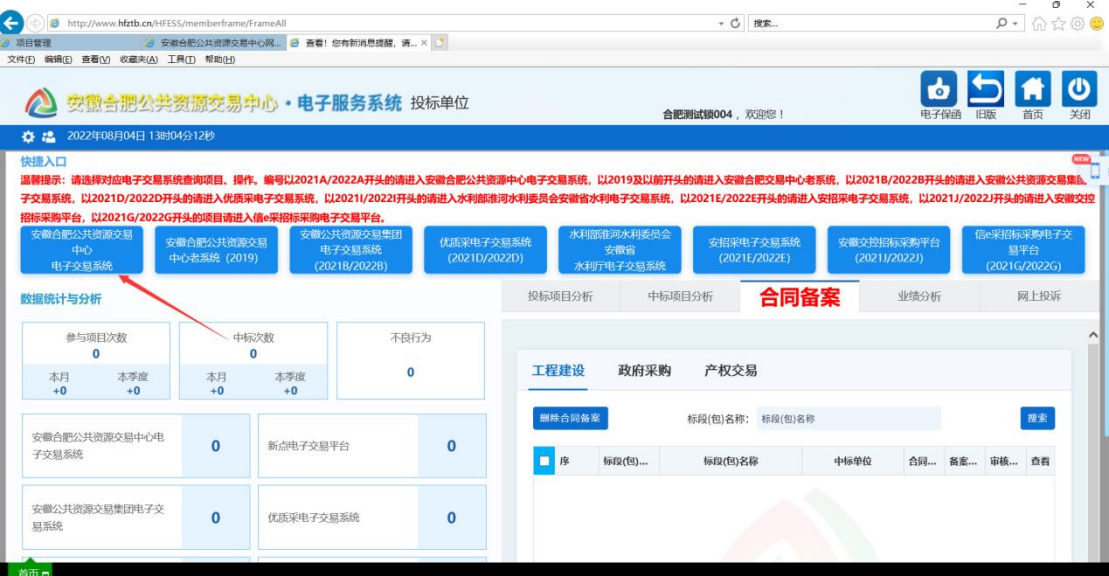 http://www.hfztb.cn/HFESS/memberframe/FrameAll
搜索...
项目管理
安徽合肥公共资源交易中心网...
查看！您有新消息提醒，请...
文件(F) 编辑(E) 查看(V) 收藏夹(A) 工具(T) 帮助(H)
安徽合肥公共资源交易中心·电子服务系统 投标单位
合肥测试锁004，欢迎您！
电子保函 旧版 首页 关闭
2022年08月04日 13时04分12秒
快捷入口
NEW
温馨提示：请选择对应电子交易系统查询项目、操作。编号以2021A/2022A开头的请进入安徽合肥公共资源中心电子交易系统，以2019及以前开头的请进入安徽合肥交易中心老系统，以2021B/2022B开头的请进入安徽公共资源交易集团
子交易系统，以2021D/2022D开头的请进入优质采电子交易系统，以2021I/2022I开头的请进入水利部淮河水利委员会安徽省水利电子交易系统，以2021E/2022E开头的请进入安招采电子交易系统，以2021J/2022J开头的请进入安徽交控
招标采购平台，以2021G/2022G开头的项目请进入信e采招标采购电子交易平台。
安徽合肥公共资源交易
中心
电子交易系统
安徽合肥公共资源交易
中心老系统（2019）
安徽公共资源交易集团
电子交易系统
（2021B/2022B）
优质采电子交易系统
（2021D/2022D）
水利部淮河水利委员会
安徽省
水利厅电子交易系统
安招采电子交易系统
（2021E/2022E）
安徽交控招标采购平台
（2021J/2022J）
信e采招标采购电子交
易平台
（2021G/2022G）
数据统计与分析
参与项目次数
0
本月 本季度
+0 +0
中标次数
0
本月 本季度
+0 +0
不良行为
0
安徽合肥公共资源交易中心电
子交易系统
0
新点电子交易平台
0
安徽公共资源交易集团电子交
易系统
0
优质采电子交易系统
0
投标项目分析 中标项目分析 合同备案 业绩分析 网上投诉
工程建设 政府采购 产权交易
删除合同备案 标段(包)名称： 标段(包)名称 搜索
序 标段(包)... 标段(包)名称 中标单位 合同... 备案... 审核... 查看
首页